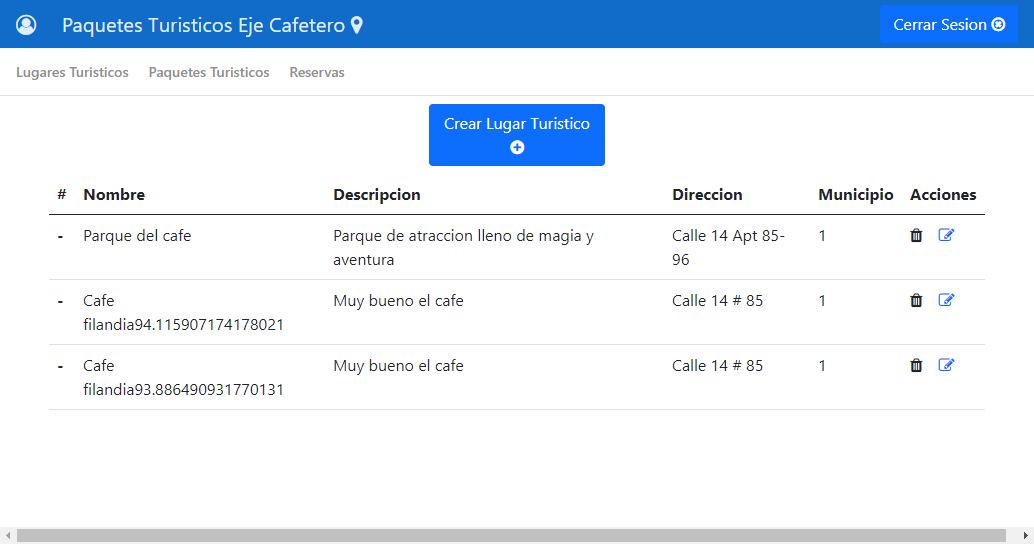 Paquetes Turisticos Eje Cafetero
Cerrar Sesion
Lugares Turisticos Paquetes Turisticos Reservas
Crear Lugar Turistico
# Nombre Descripcion Direccion Municipio Acciones
- Parque del cafe Parque de atraccion lleno de magia y Calle 14 Apt 85- 1
aventura 96
- Cafe Muy bueno el cafe Calle 14 # 85 1
filandia94.115907174178021
- Cafe Muy bueno el cafe Calle 14 # 85 1
filandia93.886490931770131